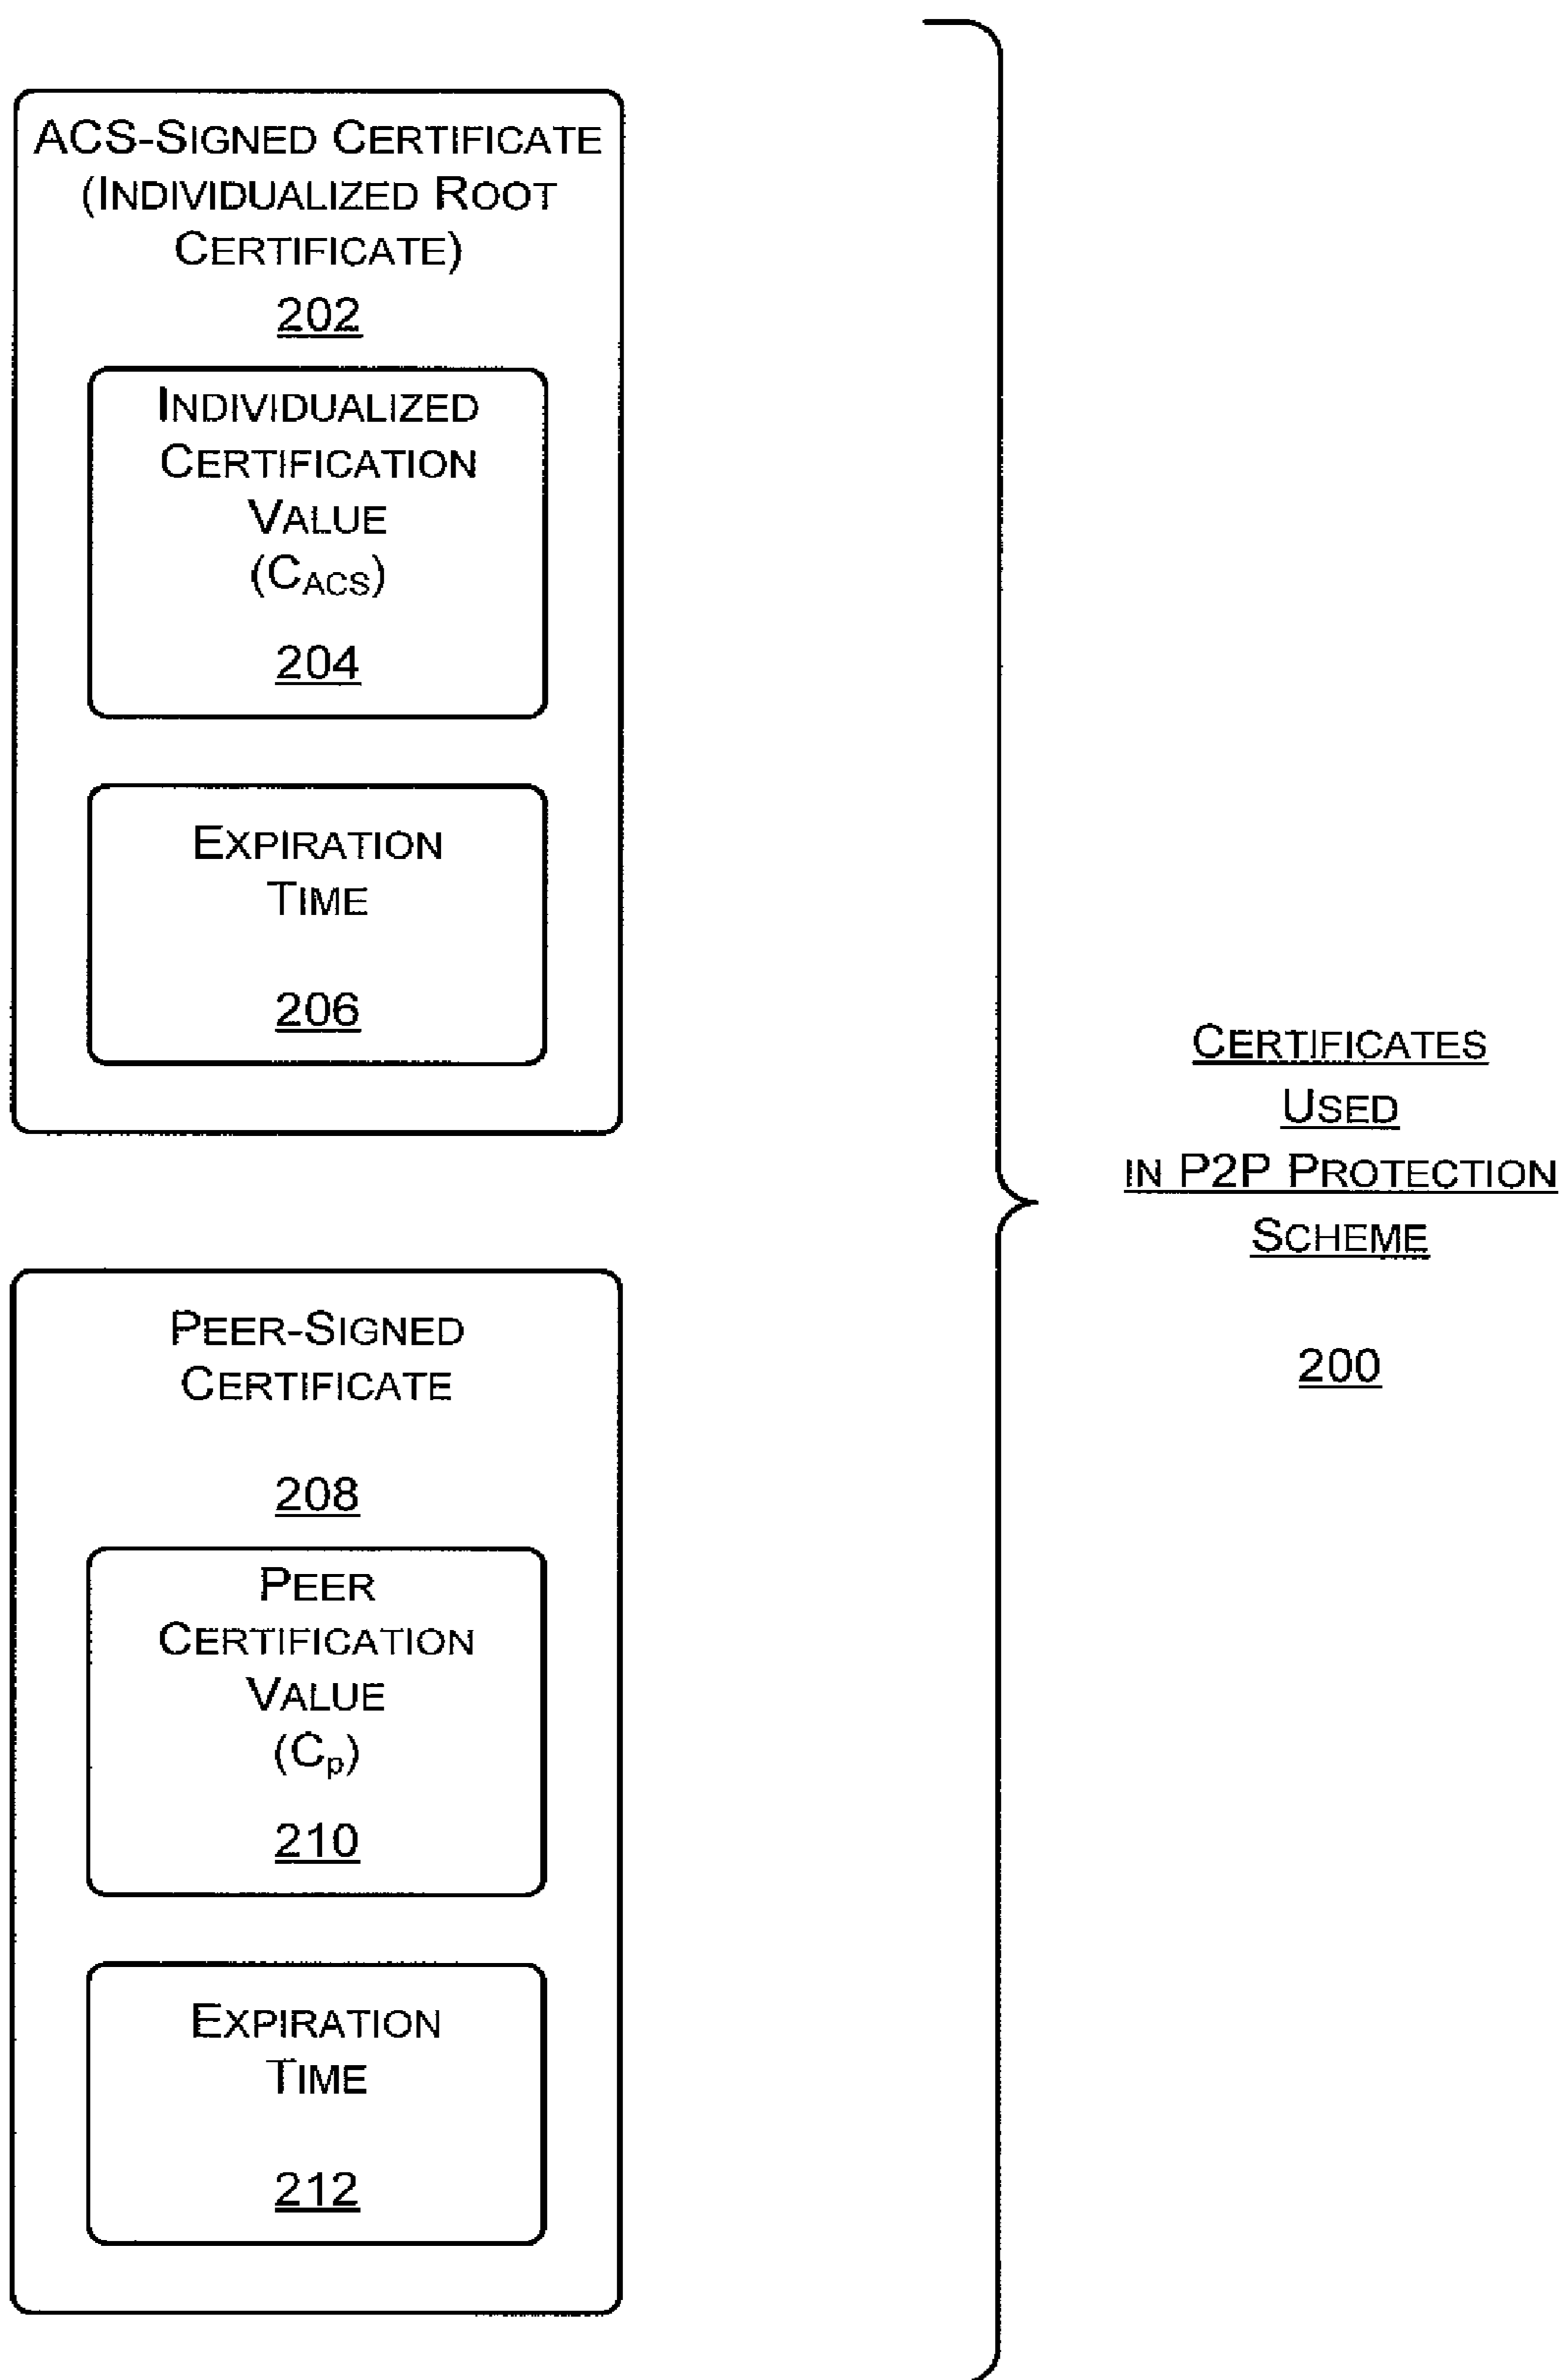 ACS-SIGNED CERTIFICATE
(INDIVIDUALIZED ROOT
CERTIFICATE)
202
INDIVIDUALIZED
CERTIFICATION
VALUE
(CACS)
204
EXPIRATION
TIME
206
PEER-SIGNED
CERTIFICATE
208
PEER
CERTIFICATION
VALUE
(Cp)
210
EXPIRATION
TIME
212
CERTIFICATES
USED
IN P2P PROTECTION
SCHEME
200